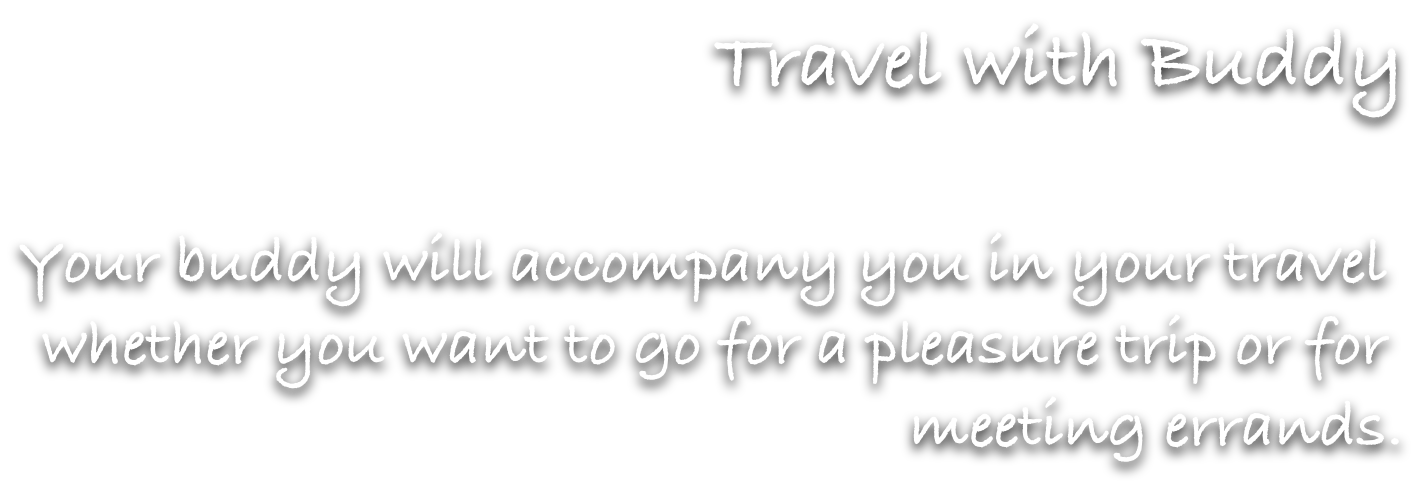 Travel with Buddy
Your buddy will accompany you in your travel
whether you want to go for a pleasure trip or for
meeting errands.